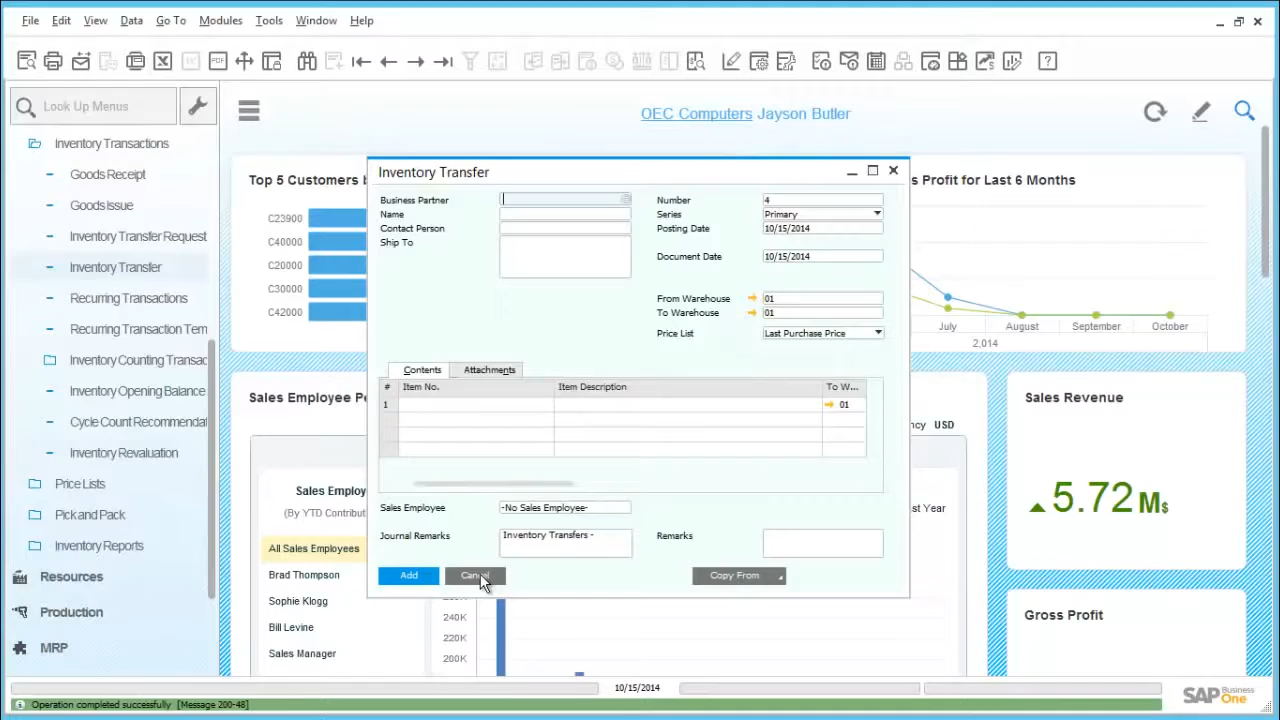 File Edit View Data Go To Modules Tools Window Help
Look Up Menus
OEC Computers Jayson Butler
Inventory Transactions
Goods Receipt
Goods Issue
Inventory Transfer Request
Inventory Transfer
Recurring Transactions
Recurring Transaction Tem
Inventory Counting Transac
Inventory Opening Balance
Cycle Count Recommendat
Inventory Revaluation
Price Lists
Pick and Pack
Inventory Reports
Resources
Production
MRP
Top 5 Customers b
C23900
C40000
C20000
C30000
C42000
s Profit for Last 6 Months
July August September October
2,014
Inventory Transfer
Business Partner
Name
Contact Person
Ship To
Number 4
Series Primary
Posting Date 10/15/2014
Document Date 10/15/2014
From Warehouse 01
To Warehouse 01
Price List Last Purchase Price
Contents Attachments
# Item No. Item Description To W...
1 01
Sales Employee -No Sales Employee-
Journal Remarks Inventory Transfers -
Remarks
Add Cancel Copy From
Sales Employee Pe
ncy USD
Sales Employ
(By YTD Contribut
st Year
All Sales Employees
Brad Thompson
Sophie Klogg
Bill Levine
Sales Manager
240K
220K
200K
Sales Revenue
5.72 M$
Gross Profit
10/15/2014
Operation completed successfully [Message 200-48]
SAP Business One